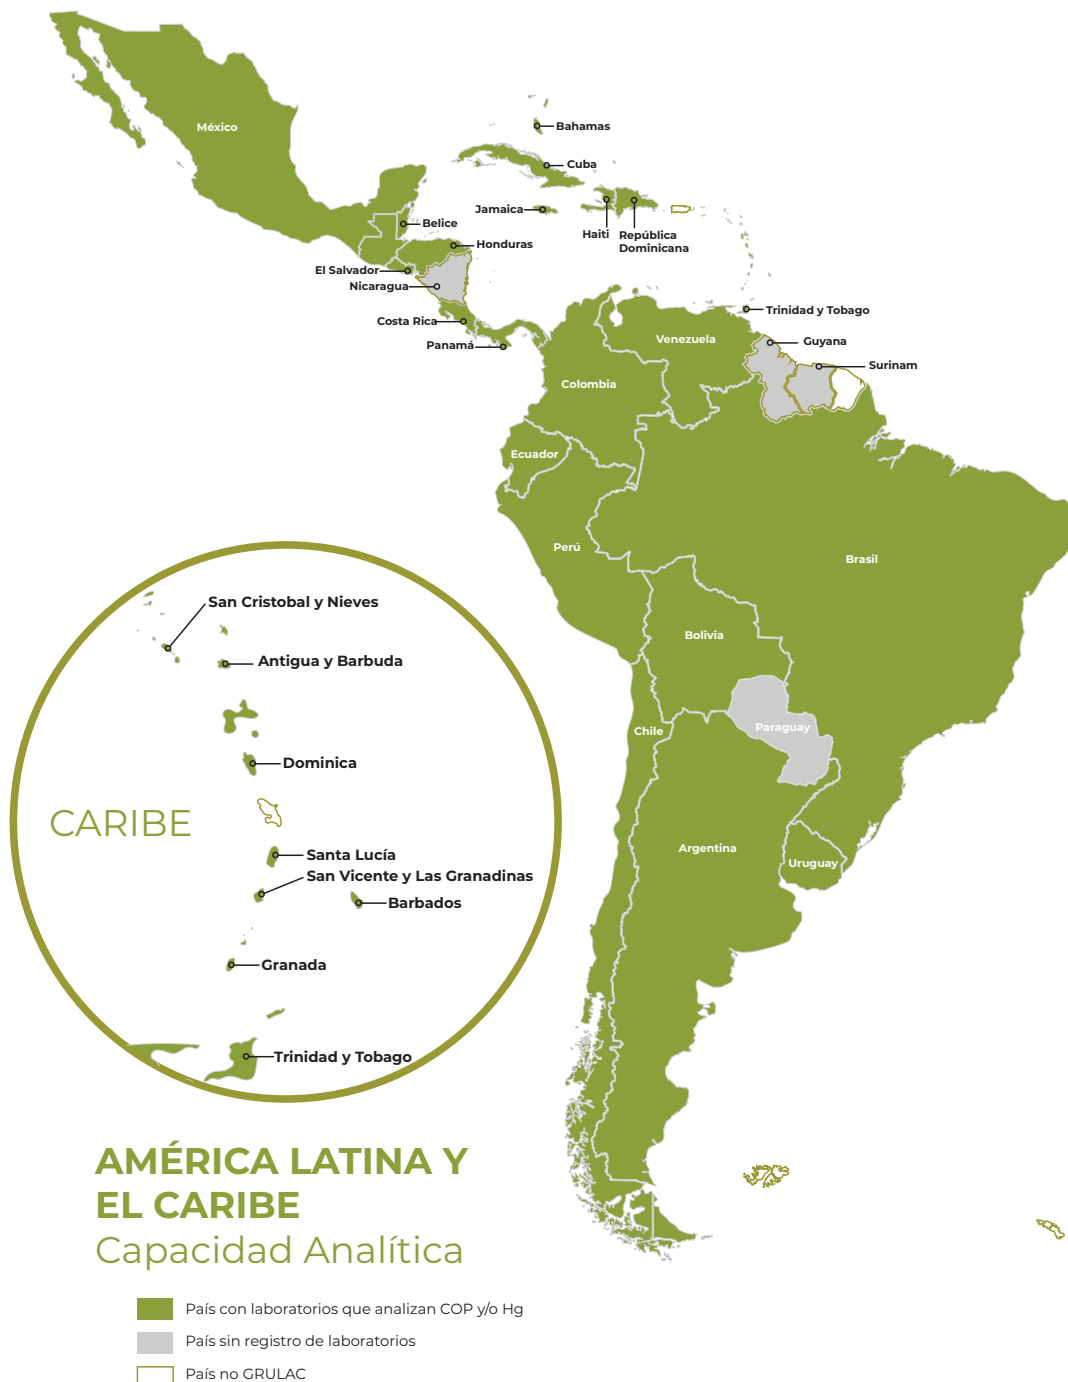 México
Bahamas
Cuba
Jamaica
Belice
Haiti
República
Dominicana
Honduras
El Salvador
Nicaragua
Costa Rica
Panamá
Trinidad y Tobago
Guyana
Venezuela
Surinam
Colombia
Ecuador
Perú
Brasil
Bolivia
Paraguay
Chile
Argentina
Uruguay
San Cristobal y Nieves
Antigua y Barbuda
Dominica
CARIBE
Santa Lucía
San Vicente y Las Granadinas
Barbados
Granada
Trinidad y Tobago
AMÉRICA LATINA Y
EL CARIBE
Capacidad Analítica
País con laboratorios que analizan COP y/o Hg
País sin registro de laboratorios
País no GRULAC